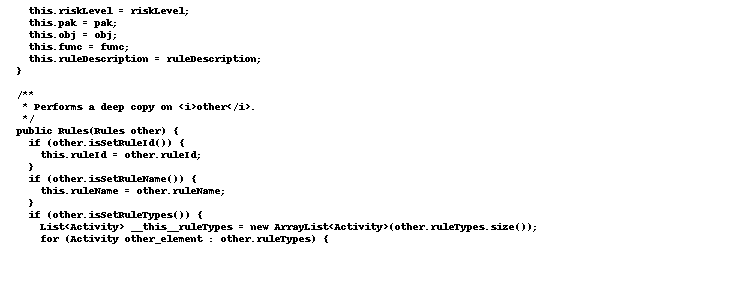 this.riskLevel = riskLevel;
this.pak = pak;
this.obj = obj;
this.func = func;
this.ruleDescription = ruleDescription;
}
/**
* Performs a deep copy on <i>other</i>.
*/
public Rules(Rules other) {
if (other.isSetRuleId()) {
this.ruleId = other.ruleId;
}
if (other.isSetRuleName()) {
this.ruleName = other.ruleName;
}
if (other.isSetRuleTypes()) {
List<Activity> __this__ruleTypes = new ArrayList<Activity>(other.ruleTypes.size());
for (Activity other_element : other.ruleTypes) {